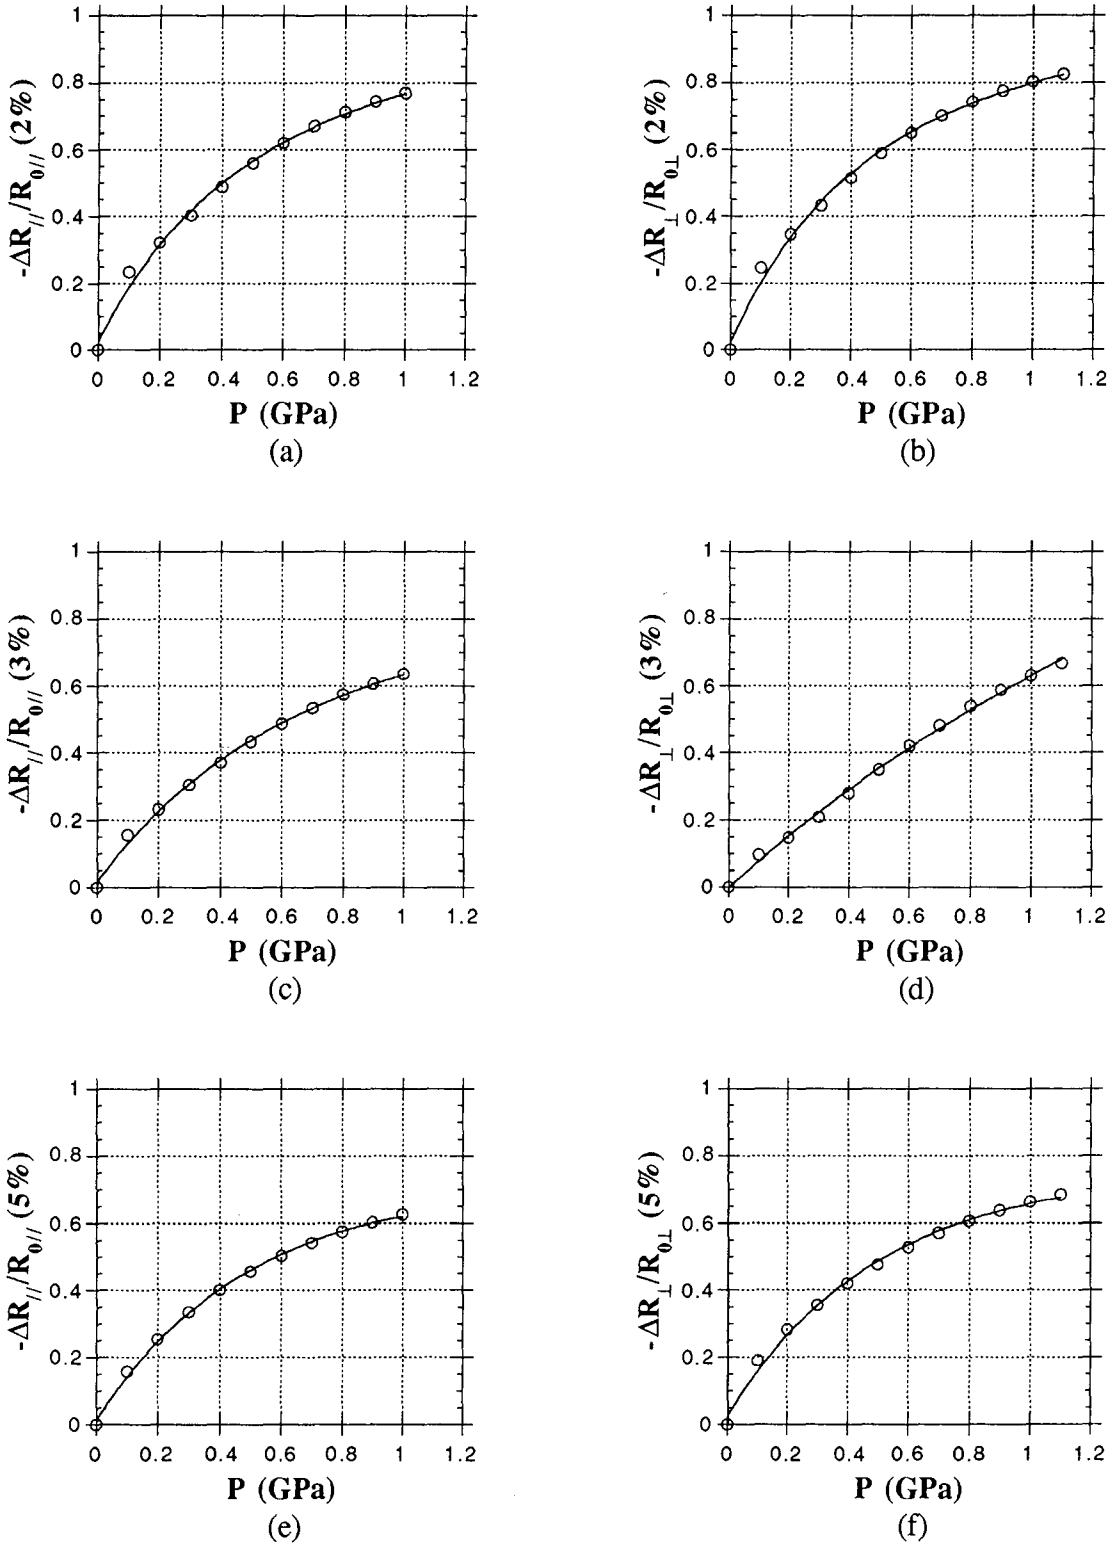 -ΔR///R0// (2%)
1
0.8
0.6
0.4
0.2
0
0 0.2 0.4 0.6 0.8 1 1.2
P (GPa)
(a)
-ΔR⊥/R0⊥ (2%)
1
0.8
0.6
0.4
0.2
0
0 0.2 0.4 0.6 0.8 1 1.2
P (GPa)
(b)
-ΔR///R0// (3%)
1
0.8
0.6
0.4
0.2
0
0 0.2 0.4 0.6 0.8 1 1.2
P (GPa)
(c)
-ΔR⊥/R0⊥ (3%)
1
0.8
0.6
0.4
0.2
0
0 0.2 0.4 0.6 0.8 1 1.2
P (GPa)
(d)
-ΔR///R0// (5%)
1
0.8
0.6
0.4
0.2
0
0 0.2 0.4 0.6 0.8 1 1.2
P (GPa)
(e)
-ΔR⊥/R0⊥ (5%)
1
0.8
0.6
0.4
0.2
0
0 0.2 0.4 0.6 0.8 1 1.2
P (GPa)
(f)